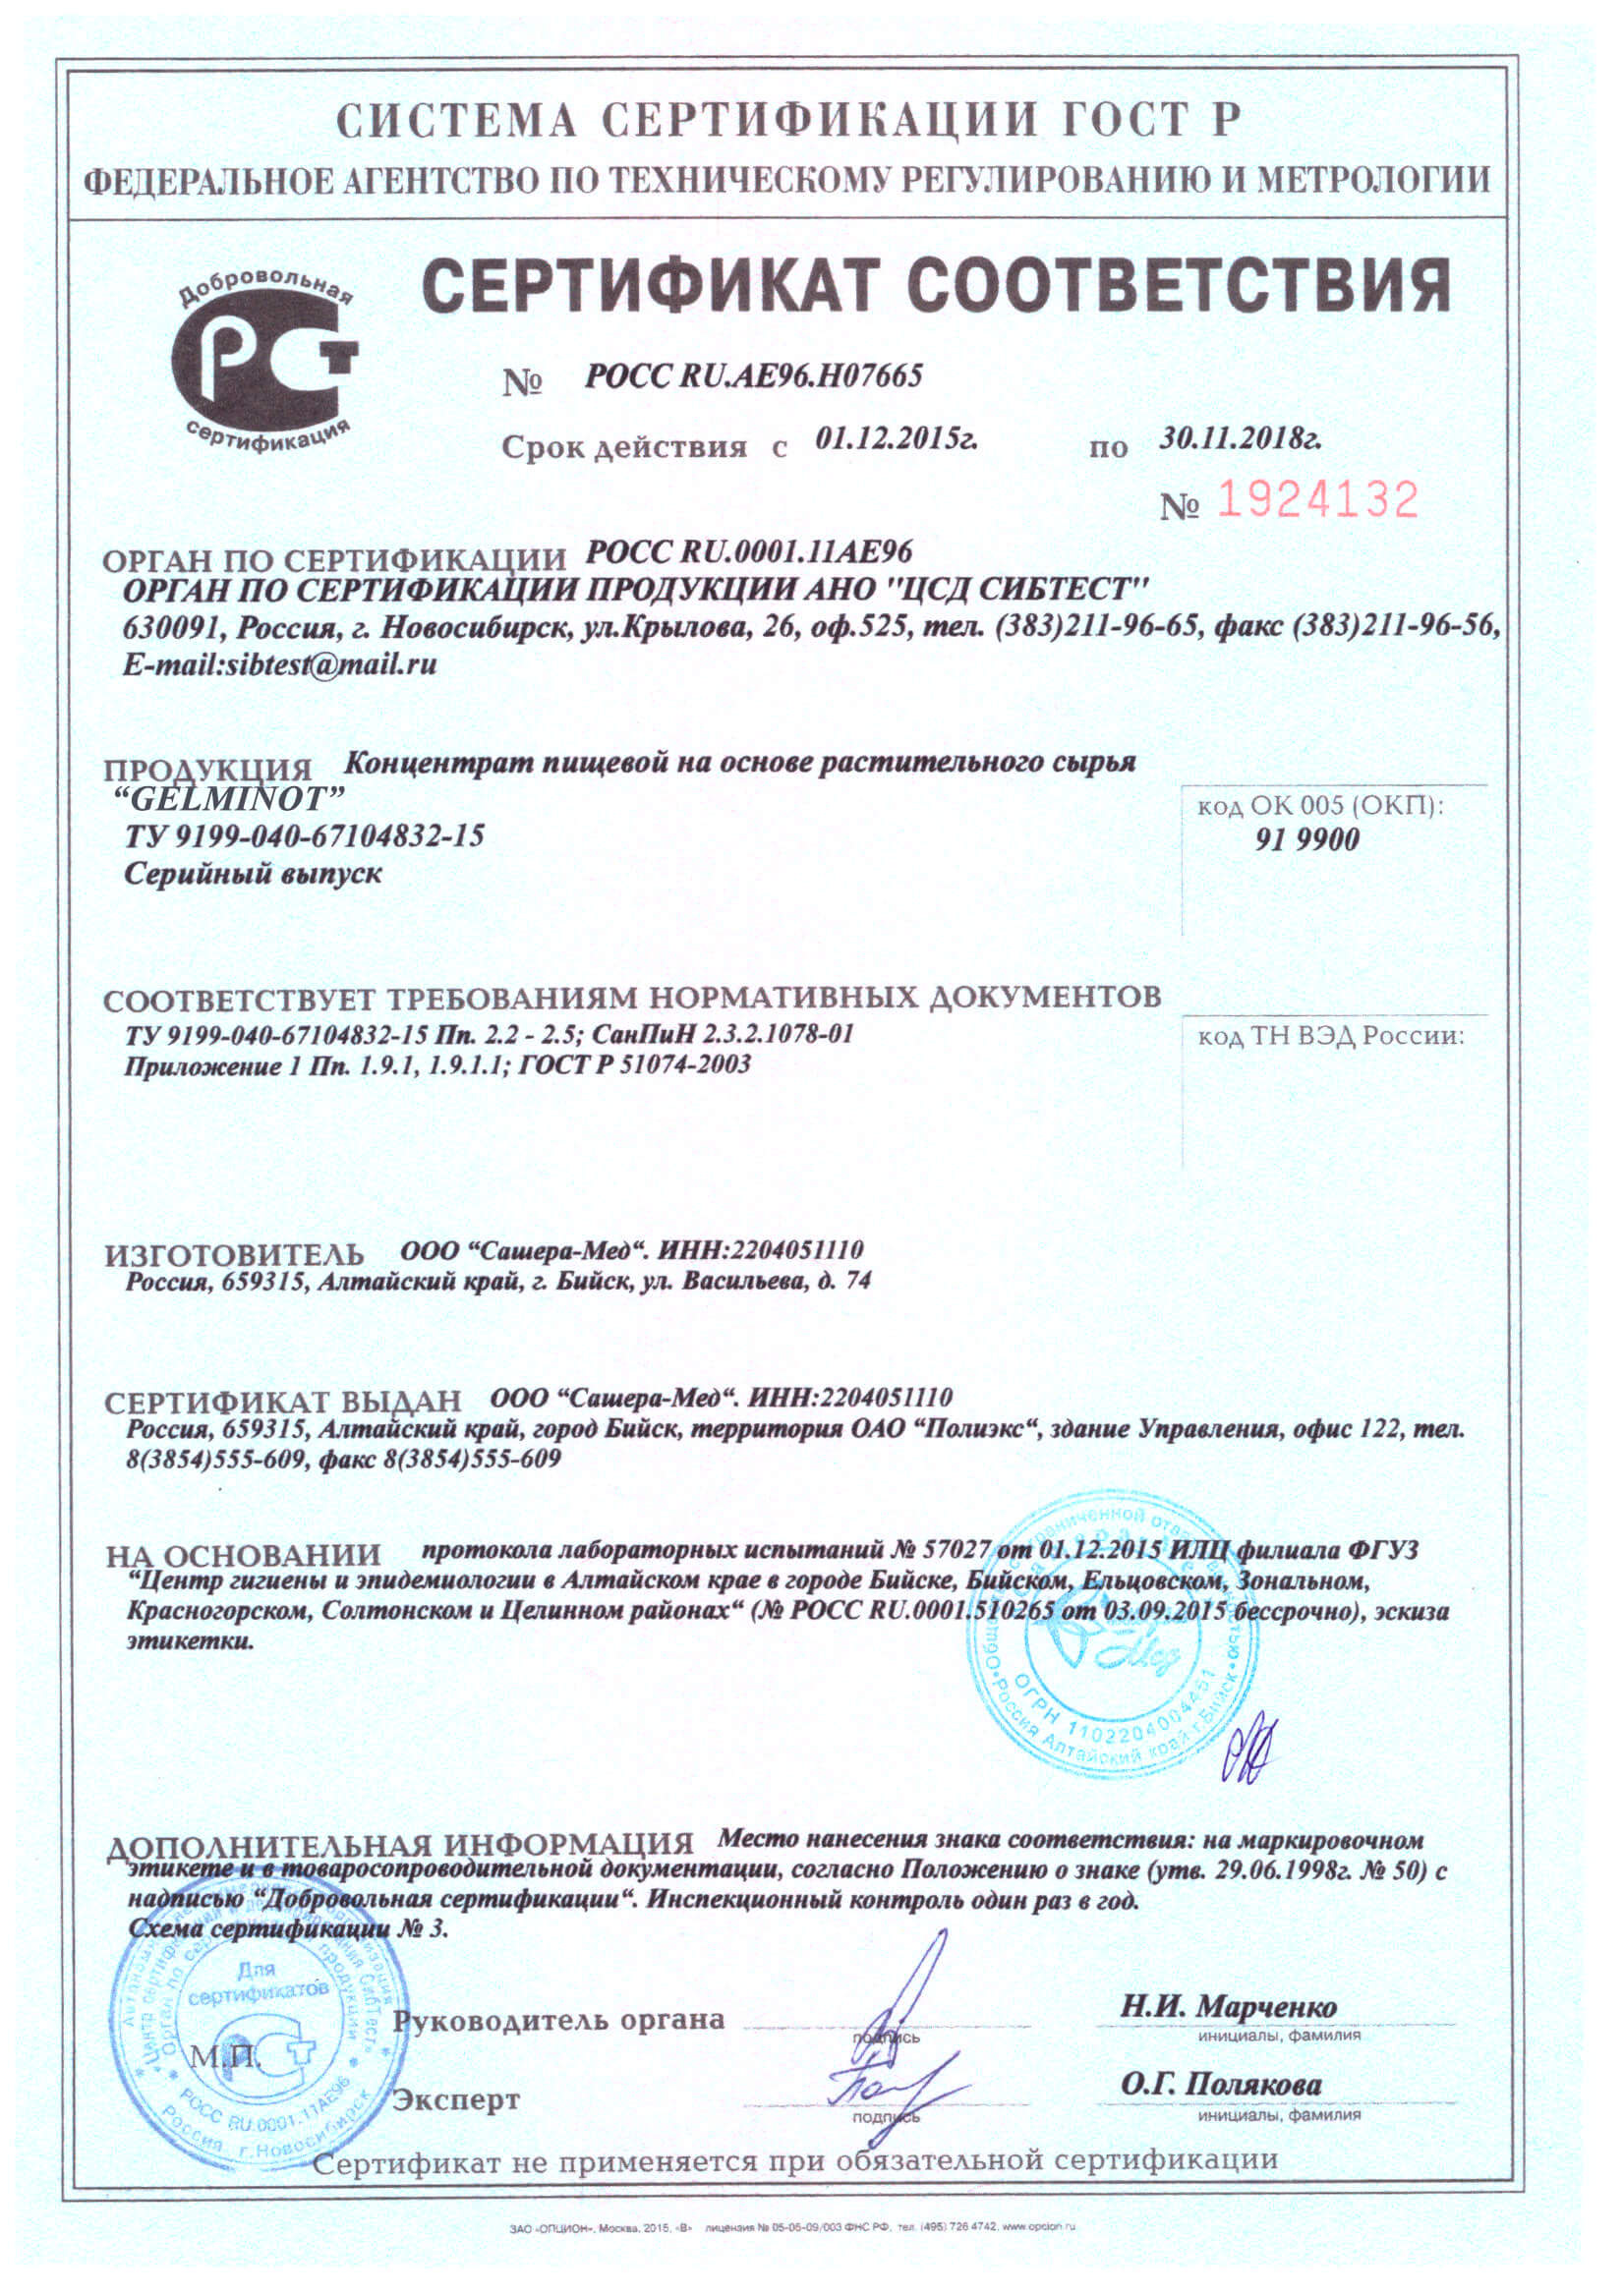 СИСТЕМА СЕРТИФИКАЦИИ ГОСТ Р
ФЕДЕРАЛЬНОЕ АГЕНТСТВО ПО ТЕХНИЧЕСКОМУ РЕГУЛИРОВАНИЮ И МЕТРОЛОГИИ
Добровольная
РСТ
сертификация
СЕРТИФИКАТ СООТВЕТСТВИЯ
№ РОСС RU.АЕ96.Н07665
Срок действия с 01.12.2015г. по 30.11.2018г.
№ 1924132
ОРГАН ПО СЕРТИФИКАЦИИ РОСС RU.0001.11АЕ96
ОРГАН ПО СЕРТИФИКАЦИИ ПРОДУКЦИИ АНО "ЦСД СИБТЕСТ"
630091, Россия, г. Новосибирск, ул.Крылова, 26, оф.525, тел. (383)211-96-65, факс (383)211-96-56,
E-mail:sibtest@mail.ru
ПРОДУКЦИЯ Концентрат пищевой на основе растительного сырья
“GELMINOT”
ТУ 9199-040-67104832-15
Серийный выпуск
код ОК 005 (ОКП):
91 9900
СООТВЕТСТВУЕТ ТРЕБОВАНИЯМ НОРМАТИВНЫХ ДОКУМЕНТОВ
ТУ 9199-040-67104832-15 Пп. 2.2 - 2.5; СанПиН 2.3.2.1078-01
Приложение 1 Пп. 1.9.1, 1.9.1.1; ГОСТ Р 51074-2003
код ТН ВЭД России:
ИЗГОТОВИТЕЛЬ ООО “Сашера-Мед“. ИНН:2204051110
Россия, 659315, Алтайский край, г. Бийск, ул. Васильева, д. 74
СЕРТИФИКАТ ВЫДАН ООО “Сашера-Мед“. ИНН:2204051110
Россия, 659315, Алтайский край, город Бийск, территория ОАО “Полиэкс“, здание Управления, офис 122, тел.
8(3854)555-609, факс 8(3854)555-609
НА ОСНОВАНИИ протокола лабораторных испытаний № 57027 от 01.12.2015 ИЛЦ филиала ФГУЗ
“Центр гигиены и эпидемиологии в Алтайском крае в городе Бийске, Бийском, Ельцовском, Зональном,
Красногорском, Солтонском и Целинном районах“ (№ РОСС RU.0001.510265 от 03.09.2015 бессрочно), эскиза
этикетки.
ОГРН 1102204004451
Россия Алтайский край г.Бийск
ДОПОЛНИТЕЛЬНАЯ ИНФОРМАЦИЯ Место нанесения знака соответствия: на маркировочном
этикете и в товаросопроводительной документации, согласно Положению о знаке (утв. 29.06.1998г. № 50) с
надписью “Добровольная сертификации“. Инспекционный контроль один раз в год.
Схема сертификации № 3.
Для
сертификатов
РСТ
РОСС RU.0001.11АЕ96
Россия, г.Новосибирск
М.П.
Руководитель органа
подпись
Н.И. Марченко
инициалы, фамилия
Эксперт
подпись
О.Г. Полякова
инициалы, фамилия
Сертификат не применяется при обязательной сертификации
ЗАО «ОПЦИОН», Москва, 2015, «В» лицензия № 05-05-09/003 ФНС РФ, тел. (495) 726 4742, www.opcion.ru